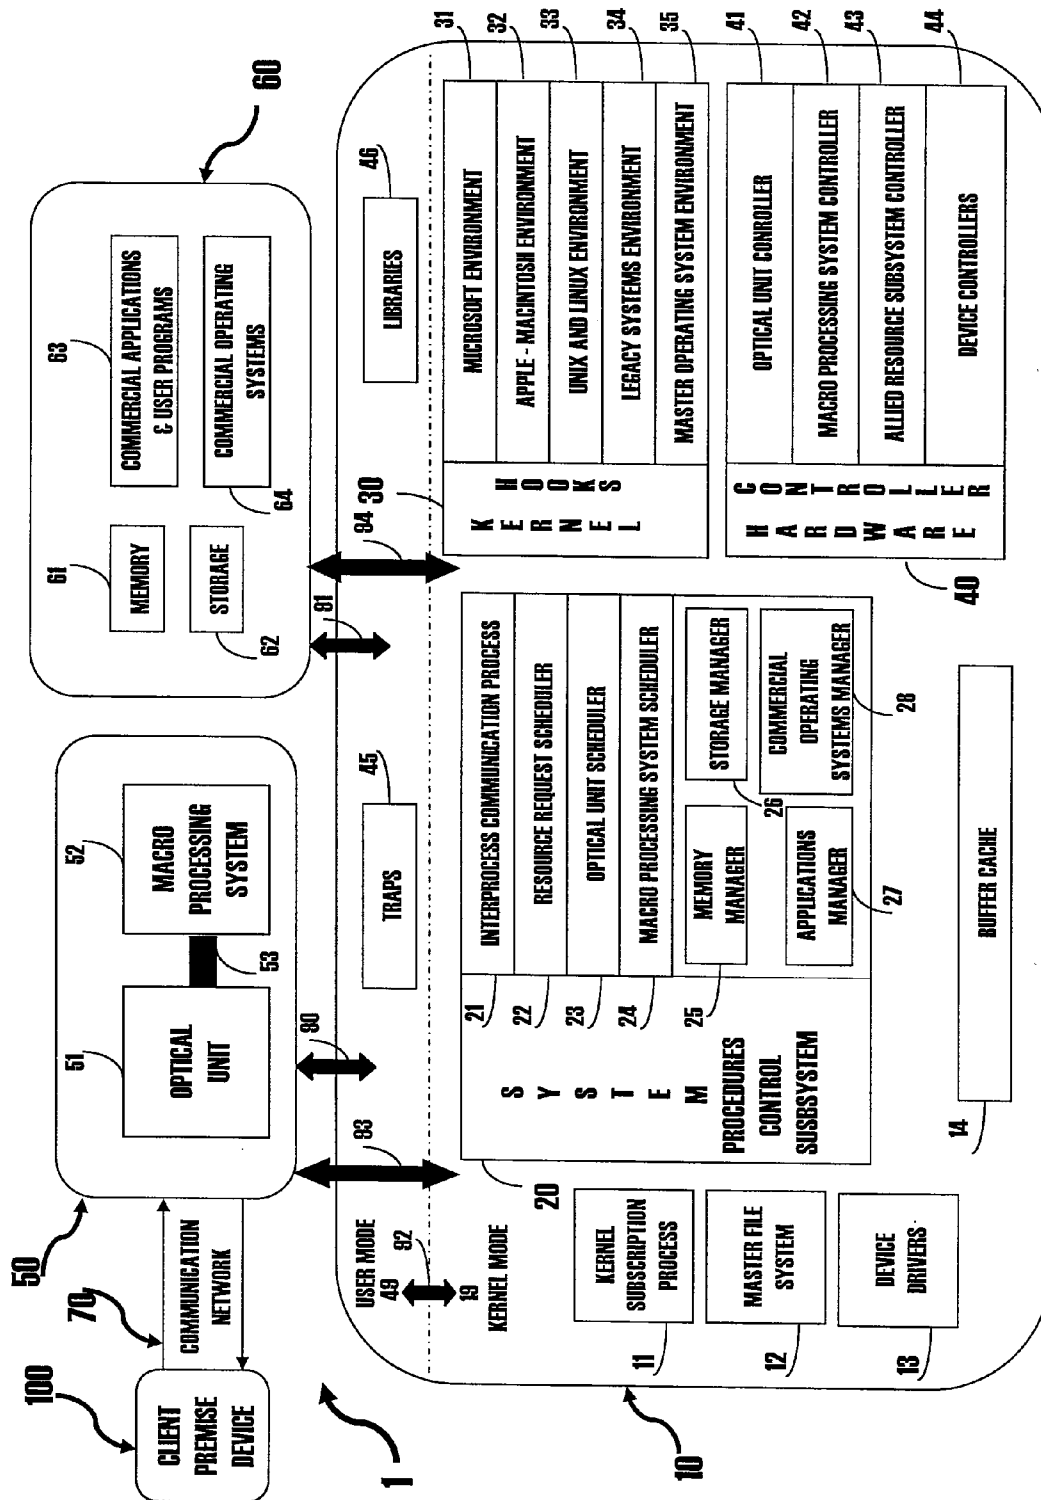 100
CLIENT
PREMISE
DEVICE
70
COMMUNICATION
NETWORK
50
51
OPTICAL
UNIT
53
52
MACRO
PROCESSING
SYSTEM
60
61
MEMORY
62
STORAGE
63
COMMERCIAL APPLICATIONS
& USER PROGRAMS
64
COMMERCIAL OPERATING
SYSTEMS
1
10
93
90
91
94
USER MODE
49
92
19
KERNEL MODE
45
TRAPS
46
LIBRARIES
11
KERNEL
SUBSCRIPTION
PROCESS
12
MASTER FILE
SYSTEM
13
DEVICE
DRIVERS
20
SYSTEM
PROCEDURES
CONTROL
SUSBSYSTEM
21
INTERPROCESS COMMUNICATION PROCESS
22
RESOURCE REQUEST SCHEDULER
23
OPTICAL UNIT SCHEDULER
24
MACRO PROCESSING SYSTEM SCHEDULER
25
MEMORY
MANAGER
26
STORAGE MANAGER
27
APPLICATIONS
MANAGER
28
COMMERCIAL
OPERATING
SYSTEMS MANAGER
14
BUFFER CACHE
30
KERNEL
HOOKS
MICROSOFT ENVIRONMENT
31
APPLE - MACINTOSH ENVIRONMENT
32
UNIX AND LINUX ENVIRONMENT
33
LEGACY SYSTEMS ENVIRONMENT
34
MASTER OPERATING SYSTEM ENVIRONMENT
35
40
HARDWARE
CONTROLLER
OPTICAL UNIT CONROLLER
41
MACRO PROCESSING SYSTEM CONTROLLER
42
ALLIED RESOURCE SUBSYSTEM CONTROLLER
43
DEVICE CONTROLLERS
44